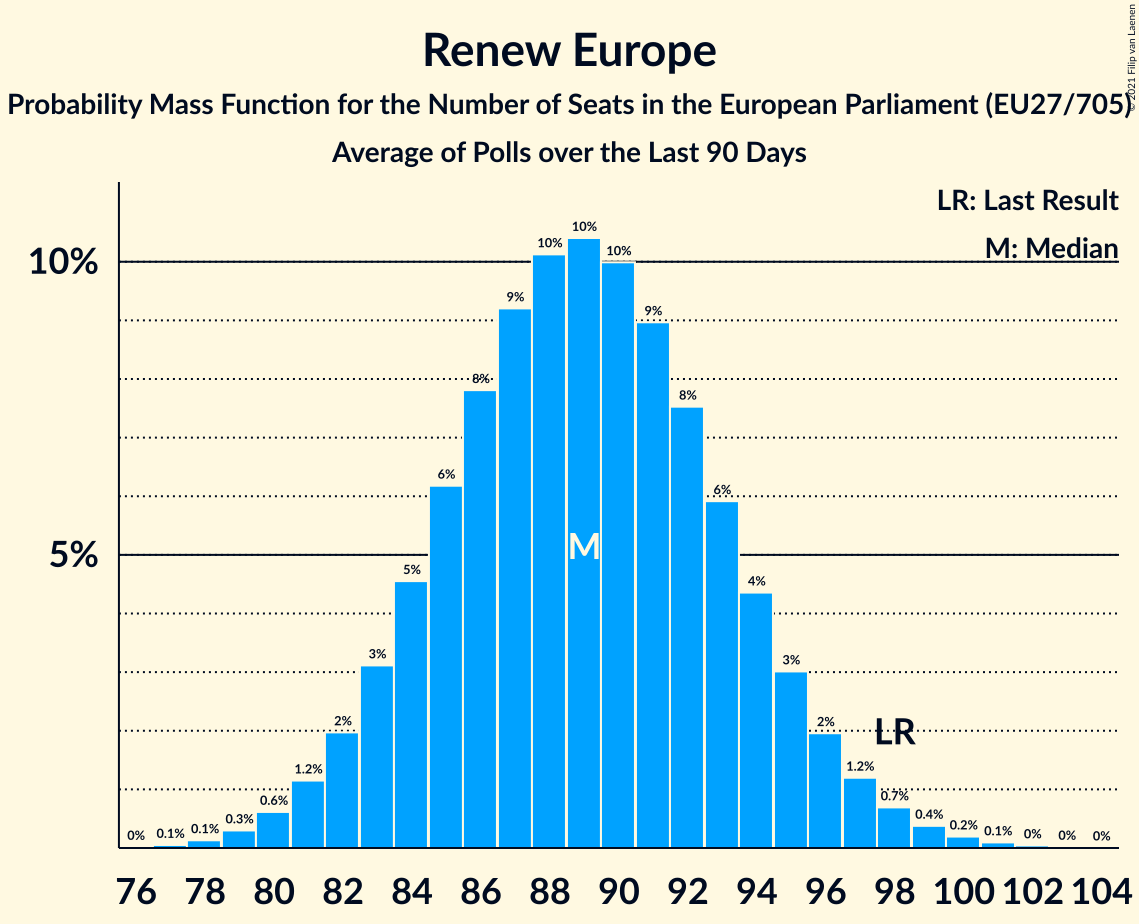 Renew Europe
Probability Mass Function for the Number of Seats in the European Parliament (EU27/705)
Average of Polls over the Last 90 Days
© 2021 Filip van Laenen
LR: Last Result
M: Median
10%
5%
0% 0.1% 0.1% 0.3% 0.6% 1.2% 2% 3% 5% 6% 8% 9% 10% 10% 10% 9% 8% 6% 4% 3% 2% 1.2% 0.7% 0.4% 0.2% 0.1% 0% 0% 0%
M
LR
76 78 80 82 84 86 88 90 92 94 96 98 100 102 104